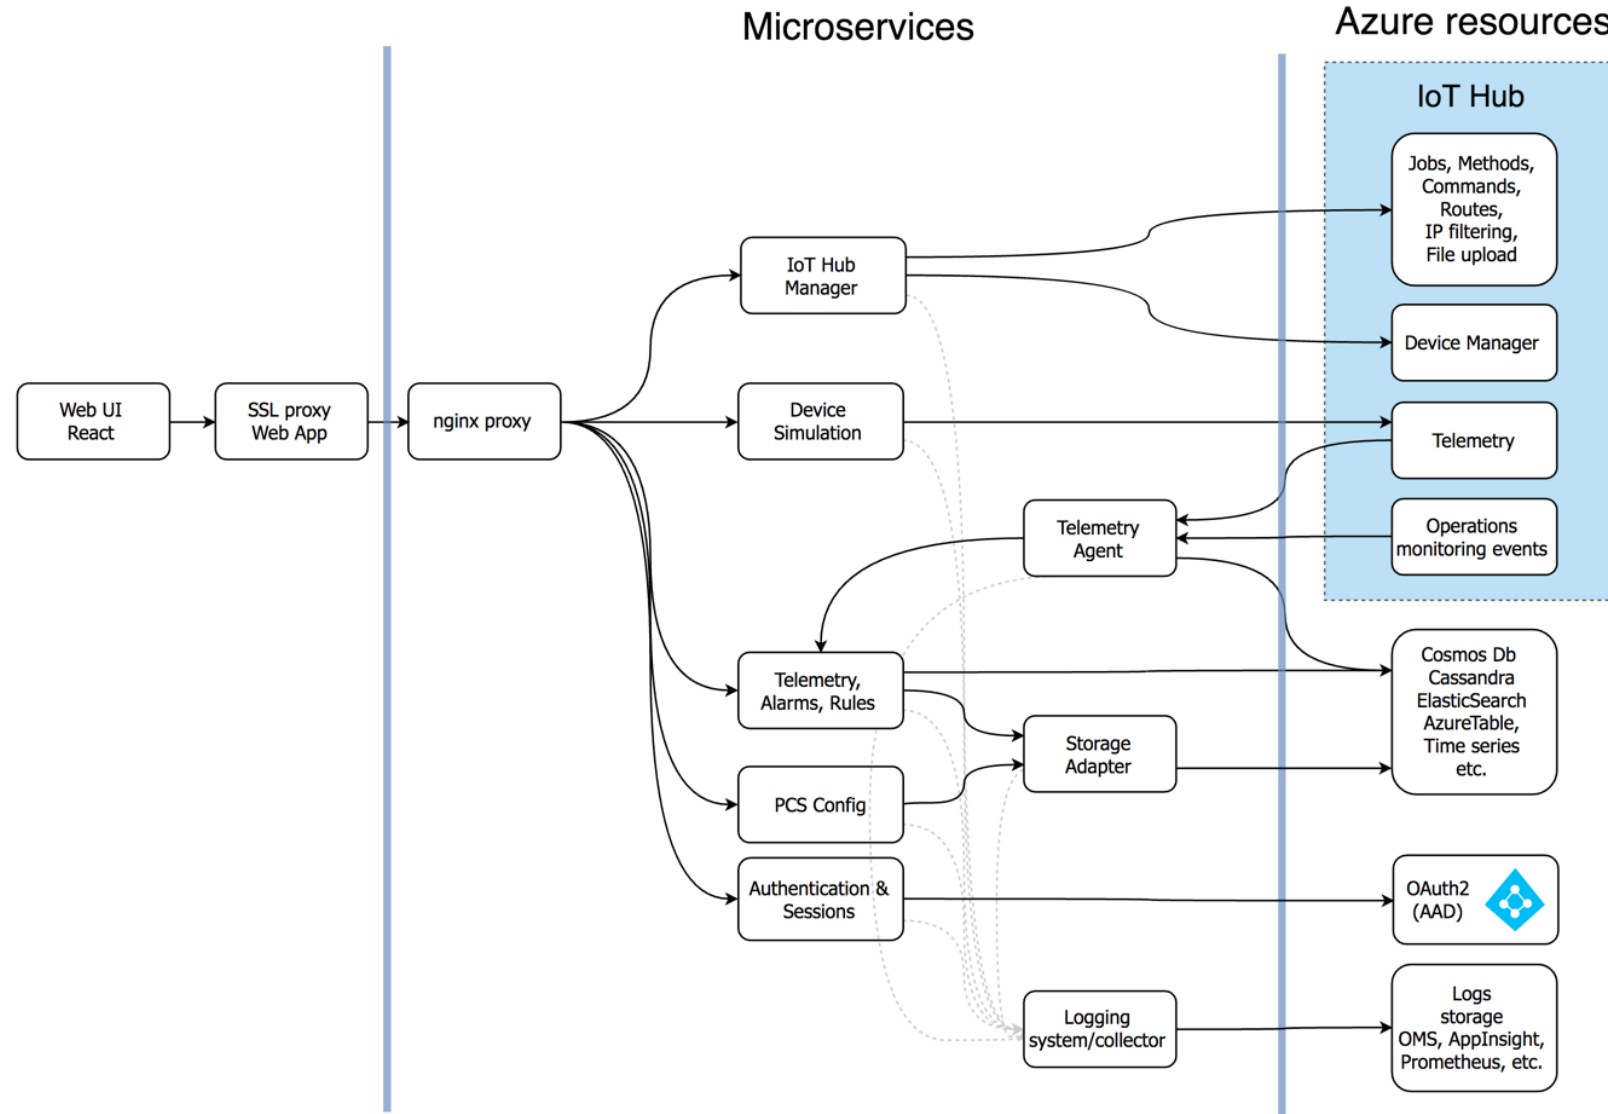 Microservices
Azure resources
IoT Hub
Jobs, Methods,
Commands,
Routes,
IP filtering,
File upload
IoT Hub
Manager
Device Manager
Web UI
React
SSL proxy
Web App
nginx proxy
Device
Simulation
Telemetry
Telemetry
Agent
Operations
monitoring events
Telemetry,
Alarms, Rules
Cosmos Db
Cassandra
ElasticSearch
AzureTable,
Time series
etc.
Storage
Adapter
PCS Config
Authentication &
Sessions
OAuth2
(AAD)
Logging
system/collector
Logs
storage
OMS, AppInsight,
Prometheus, etc.